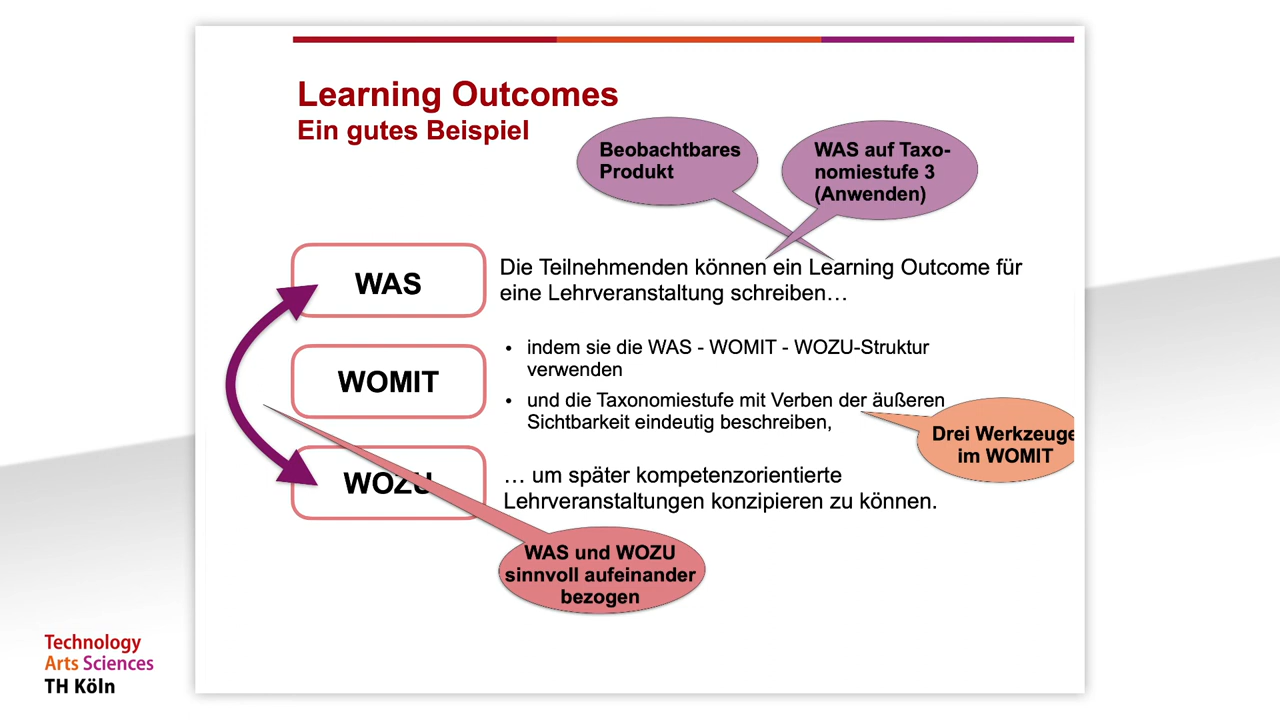 Learning Outcomes
Ein gutes Beispiel
Beobachtbares
Produkt
WAS auf Taxo-
nomiestufe 3
(Anwenden)
WAS
Die Teilnehmenden können ein Learning Outcome für
eine Lehrveranstaltung schreiben…
WOMIT
• indem sie die WAS - WOMIT - WOZU-Struktur
verwenden
• und die Taxonomiestufe mit Verben der äußeren
Sichtbarkeit eindeutig beschreiben,
Drei Werkzeuge
im WOMIT
WOZU
… um später kompetenzorientierte
Lehrveranstaltungen konzipieren zu können.
WAS und WOZU
sinnvoll aufeinander
bezogen
Technology
Arts Sciences
TH Köln